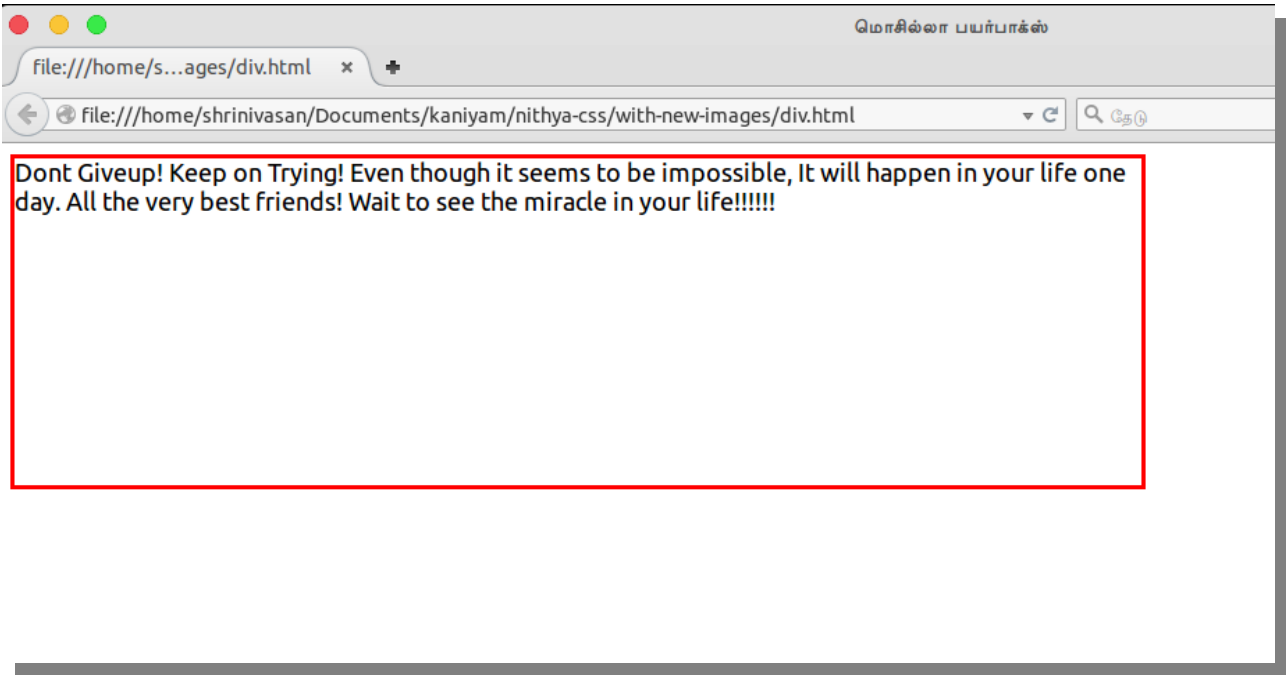 மொசில்லா பயர்பாக்ஸ்
file:///home/s...ages/div.html
file:///home/shrinivasan/Documents/kaniyam/nithya-css/with-new-images/div.html
தேடு
Dont Giveup! Keep on Trying! Even though it seems to be impossible, It will happen in your life one
day. All the very best friends! Wait to see the miracle in your life!!!!!!